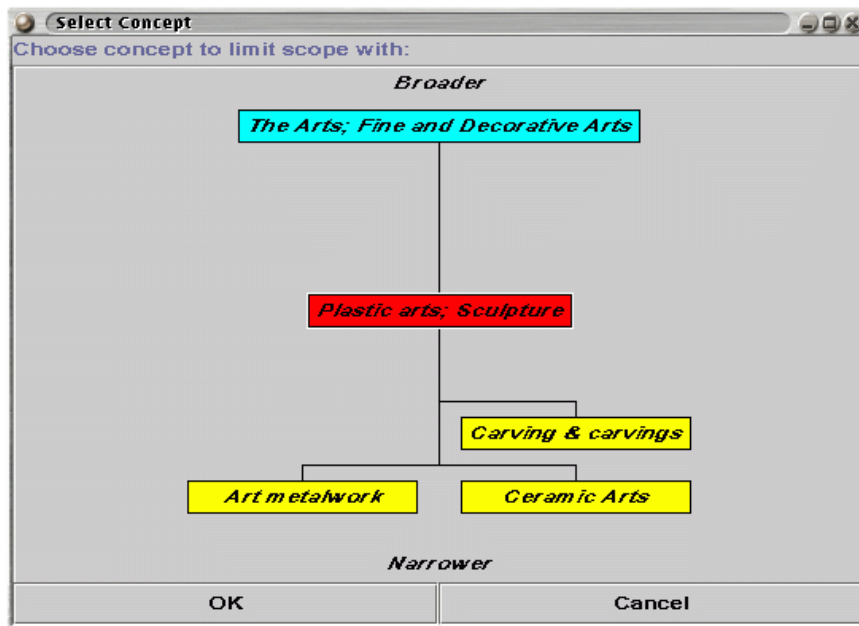 Select Concept
Choose concept to limit scope with:
Broader
The Arts; Fine and Decorative Arts
Plastic arts; Sculpture
Carving & carvings
Art metalwork
Ceramic Arts
Narrower
OK
Cancel